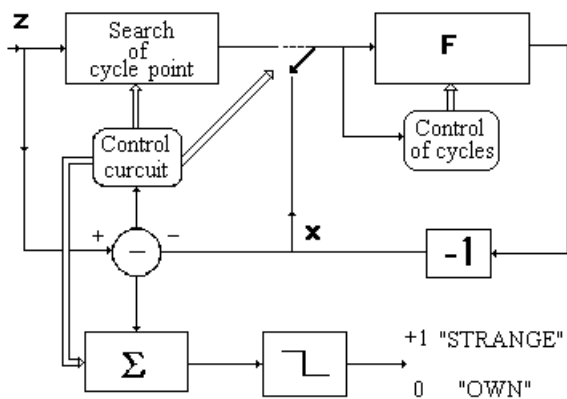 z
Search
of
cycle point
F
Control
curcuit
Control
of cycles
+
−
−
x
-1
Σ
+1 "STRANGE"
0 "OWN"